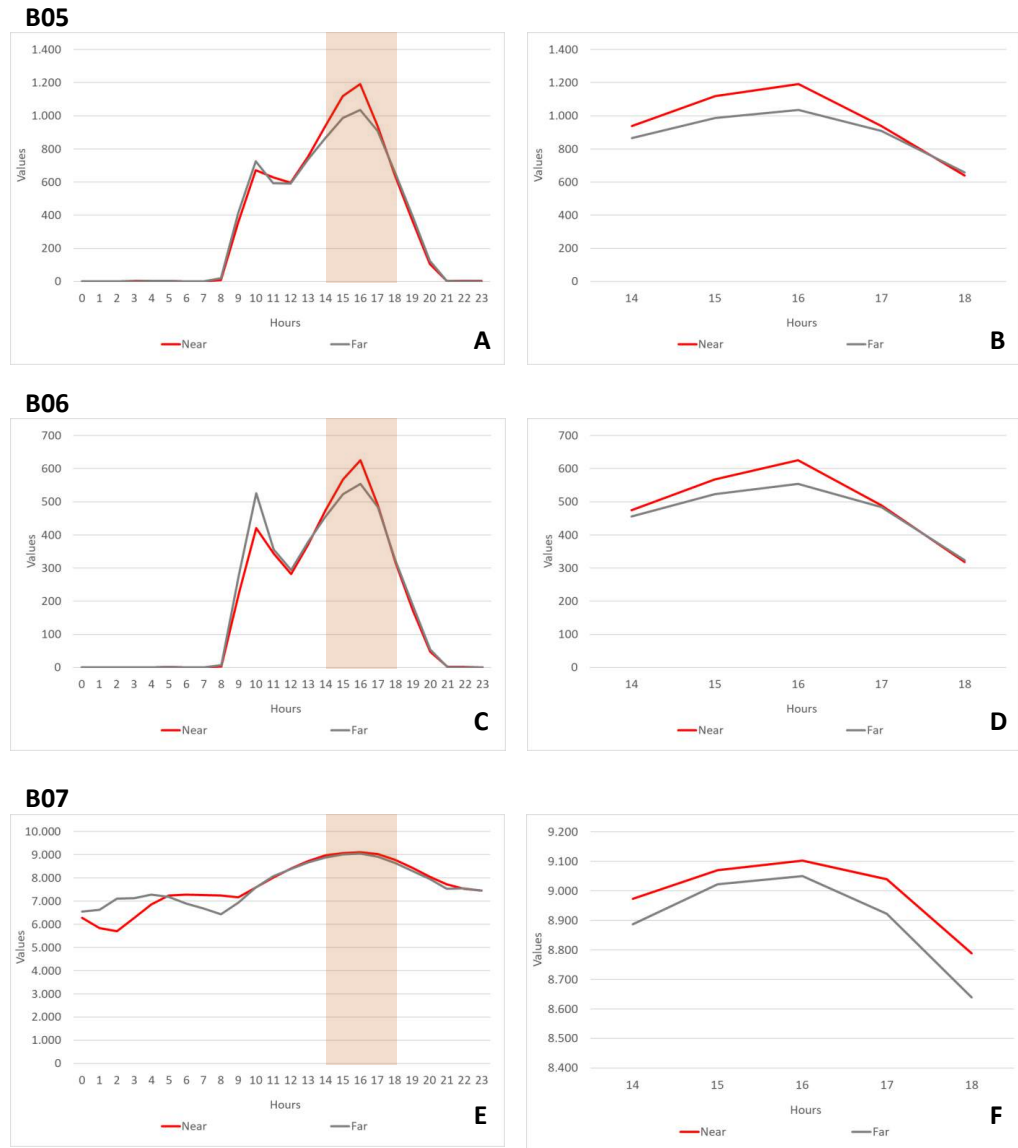 B05
1.400
1.200
1.000
800
600
400
200
0
Values
0 1 2 3 4 5 6 7 8 9 10 11 12 13 14 15 16 17 18 19 20 21 22 23
Hours
Near Far
A
1.400
1.200
1.000
800
600
400
200
0
Values
14 15 16 17 18
Hours
Near Far
B
B06
700
600
500
400
300
200
100
0
Values
0 1 2 3 4 5 6 7 8 9 10 11 12 13 14 15 16 17 18 19 20 21 22 23
Hours
Near Far
C
700
600
500
400
300
200
100
0
Values
14 15 16 17 18
Hours
Near Far
D
B07
10.000
9.000
8.000
7.000
6.000
5.000
4.000
3.000
2.000
1.000
0
Values
0 1 2 3 4 5 6 7 8 9 10 11 12 13 14 15 16 17 18 19 20 21 22 23
Hours
Near Far
E
9.200
9.100
9.000
8.900
8.800
8.700
8.600
8.500
8.400
Values
14 15 16 17 18
Hours
Near Far
F